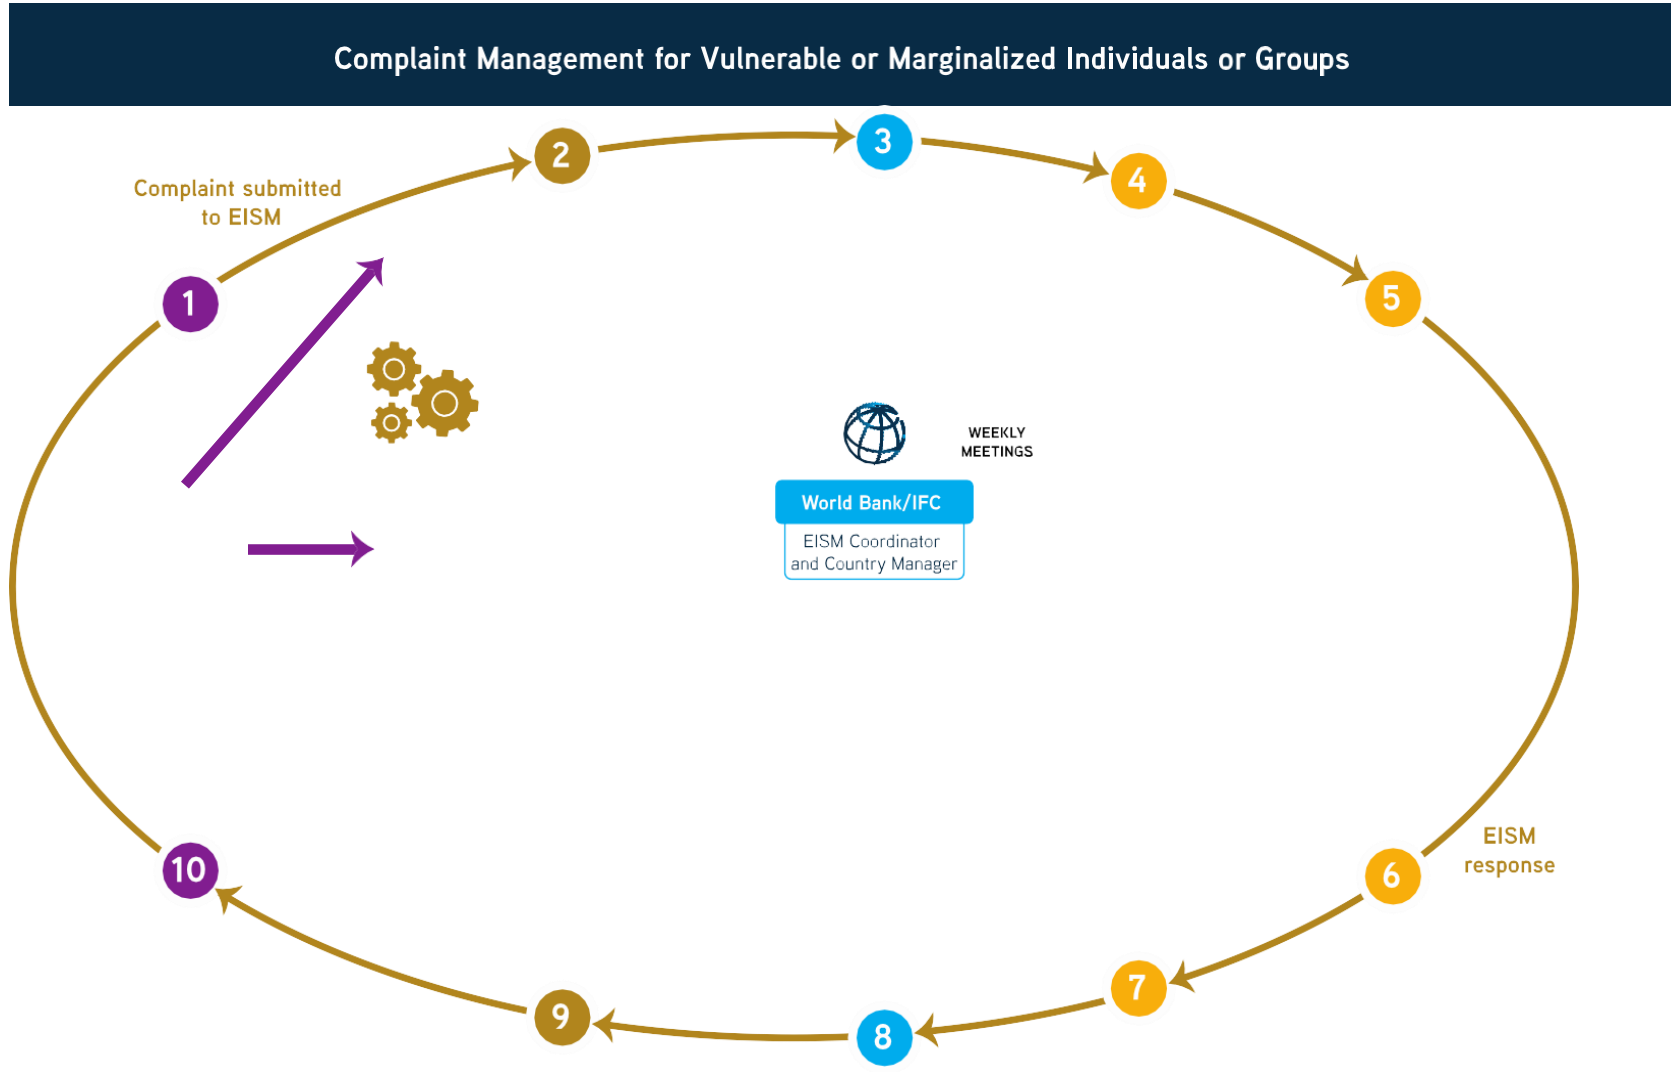 Complaint Management for Vulnerable or Marginalized Individuals or Groups
2
3
4
Complaint submitted
to EISM
1
5
WEEKLY
MEETINGS
World Bank/IFC
EISM Coordinator
and Country Manager
EISM
response
10
6
7
9
8